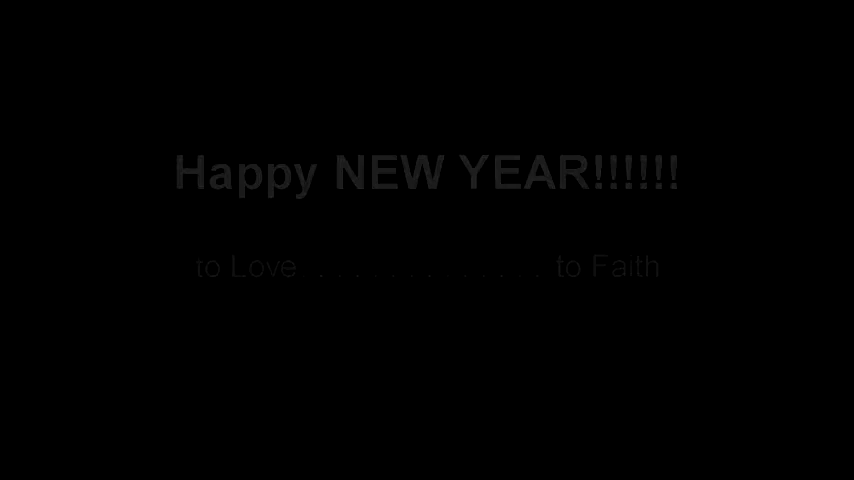 Happy NEW YEAR!!!!!!
to Love . . . . . . . . . . . . to Faith